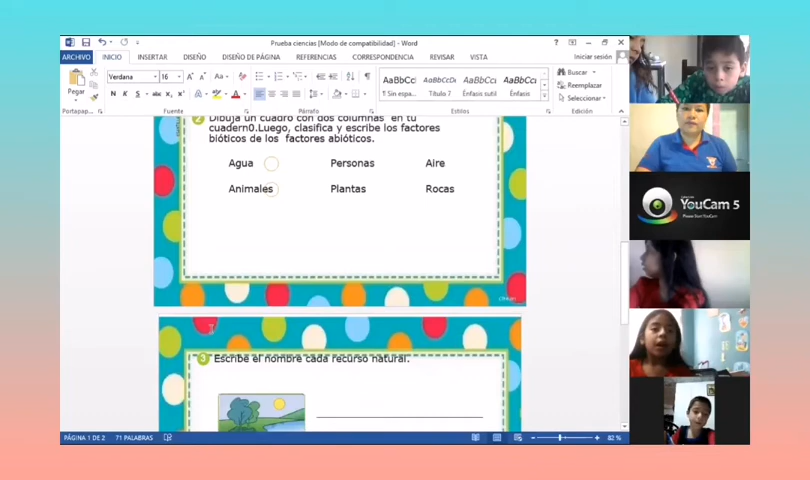 Prueba ciencias [Modo de compatibilidad] - Word
ARCHIVO INICIO INSERTAR DISEÑO DISEÑO DE PÁGINA REFERENCIAS CORRESPONDENCIA REVISAR VISTA Iniciar sesión
Verdana 16
Pegar
Portapap... Fuente Párrafo Estilos
AaBbCcI AaBbCcDc AaBbCcDc AaBbCcI
¶ Sin espa... Título 7 Énfasis sutil Énfasis
Buscar
Reemplazar
Seleccionar
2 Dibuja un cuadro con dos columnas en tu
cuadern0.Luego, clasifica y escribe los factores
bióticos de los factores abióticos.
Agua Personas Aire
Animales Plantas Rocas
3 Escribe el nombre cada recurso natural.
PÁGINA 1 DE 2 71 PALABRAS 82 %
YouCam 5